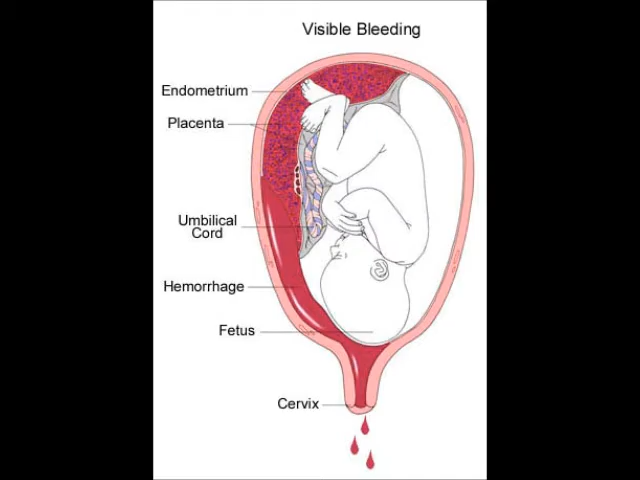 Visible Bleeding
Endometrium
Placenta
Umbilical
Cord
Hemorrhage
Fetus
Cervix